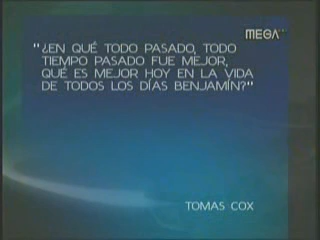 MEGA
"¿EN QUÉ TODO PASADO, TODO
TIEMPO PASADO FUE MEJOR,
QUÉ ES MEJOR HOY EN LA VIDA
DE TODOS LOS DÍAS BENJAMÍN?"
TOMAS COX